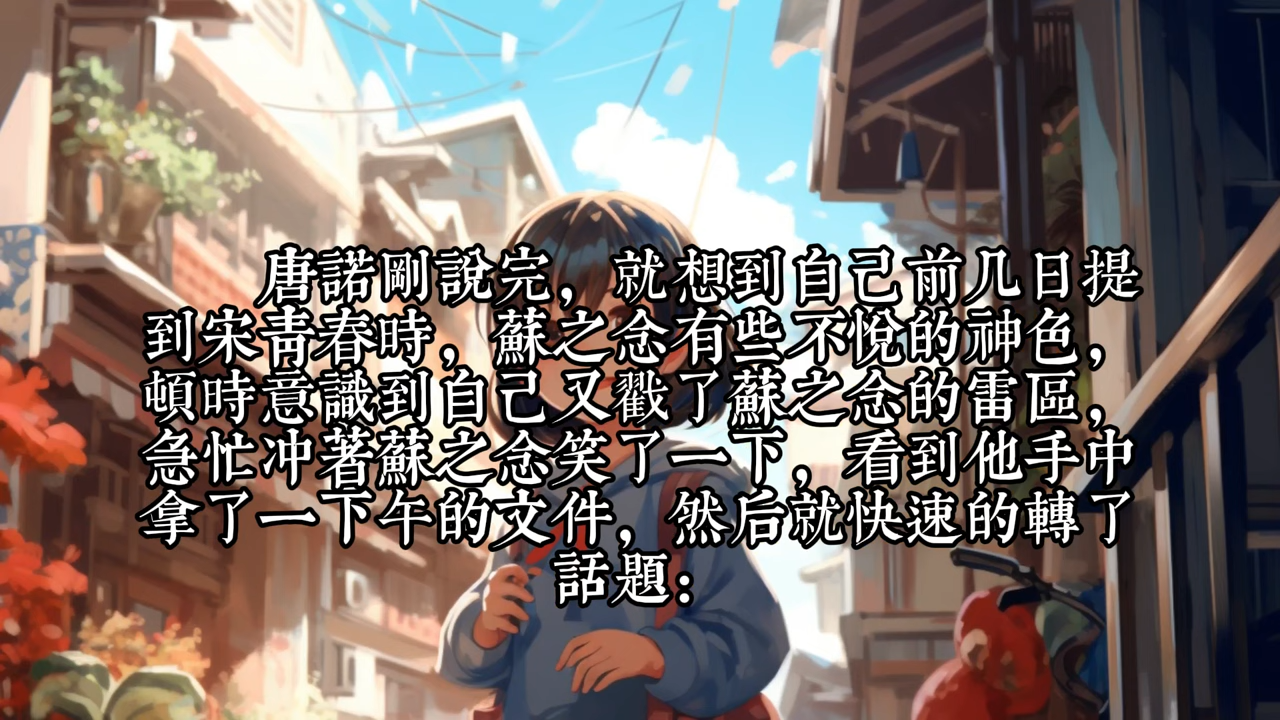 唐諾剛說完，就想到自己前几日提
到宋青春時，蘇之念有些不悅的神色，
頓時意識到自己又戳了蘇之念的雷區，
急忙冲著蘇之念笑了一下，看到他手中
拿了一下午的文件，然后就快速的轉了
話題：